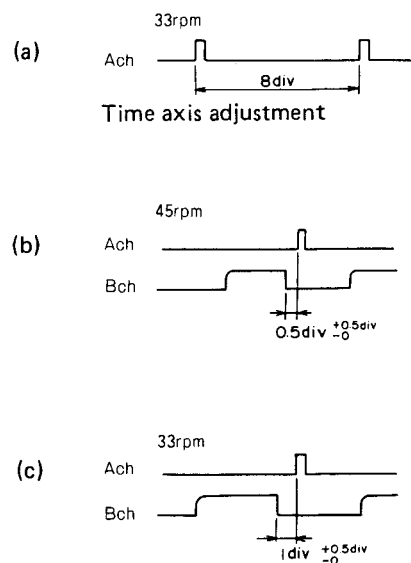 33rpm
(a)
Ach
8div
Time axis adjustment
45rpm
(b)
Ach
Bch
0.5div +0.5div
-0
33rpm
(c)
Ach
Bch
1div +0.5div
-0